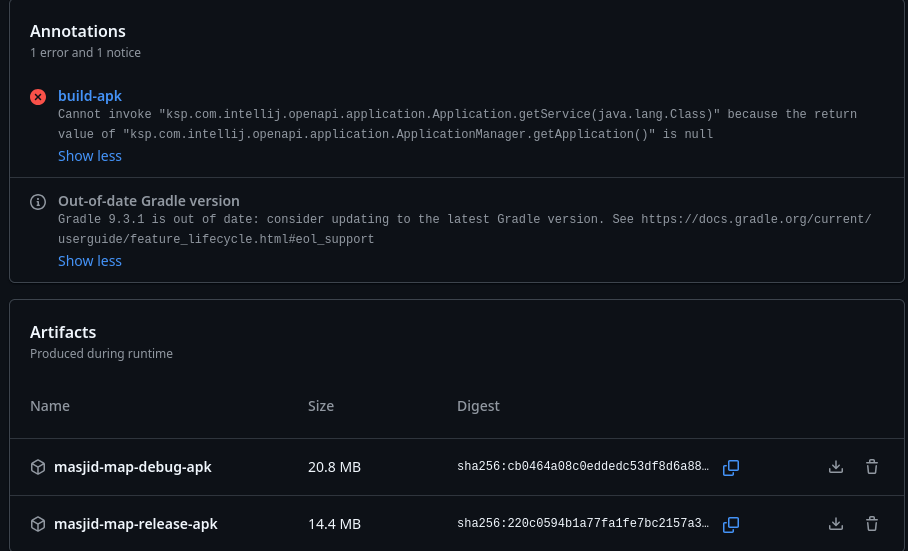 Annotations
1 error and 1 notice
build-apk
Cannot invoke "ksp.com.intellij.openapi.application.Application.getService(java.lang.Class)" because the return
value of "ksp.com.intellij.openapi.application.ApplicationManager.getApplication()" is null
Show less
Out-of-date Gradle version
Gradle 9.3.1 is out of date: consider updating to the latest Gradle version. See https://docs.gradle.org/current/
userguide/feature_lifecycle.html#eol_support
Show less
Artifacts
Produced during runtime
Name Size Digest
masjid-map-debug-apk 20.8 MB sha256:cb0464a08c0eddedc53df8d6a88…
masjid-map-release-apk 14.4 MB sha256:220c0594b1a77fa1fe7bc2157a3…